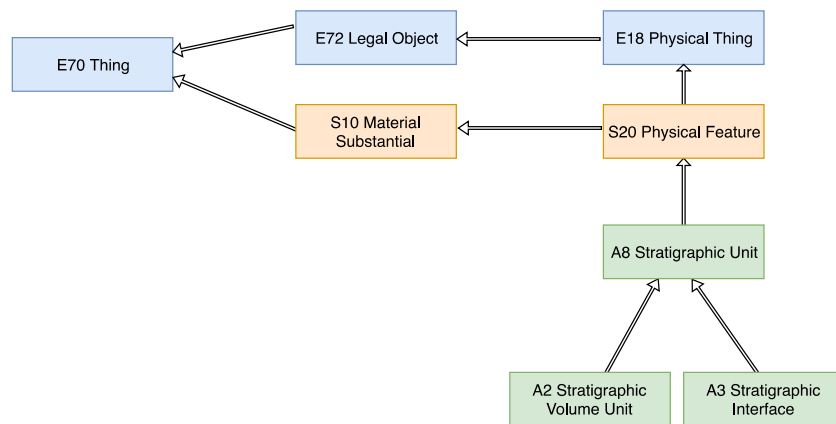 E72 Legal Object
E18 Physical Thing
E70 Thing
S10 Material
Substantial
S20 Physical Feature
A8 Stratigraphic Unit
A2 Stratigraphic
Volume Unit
A3 Stratigraphic
Interface